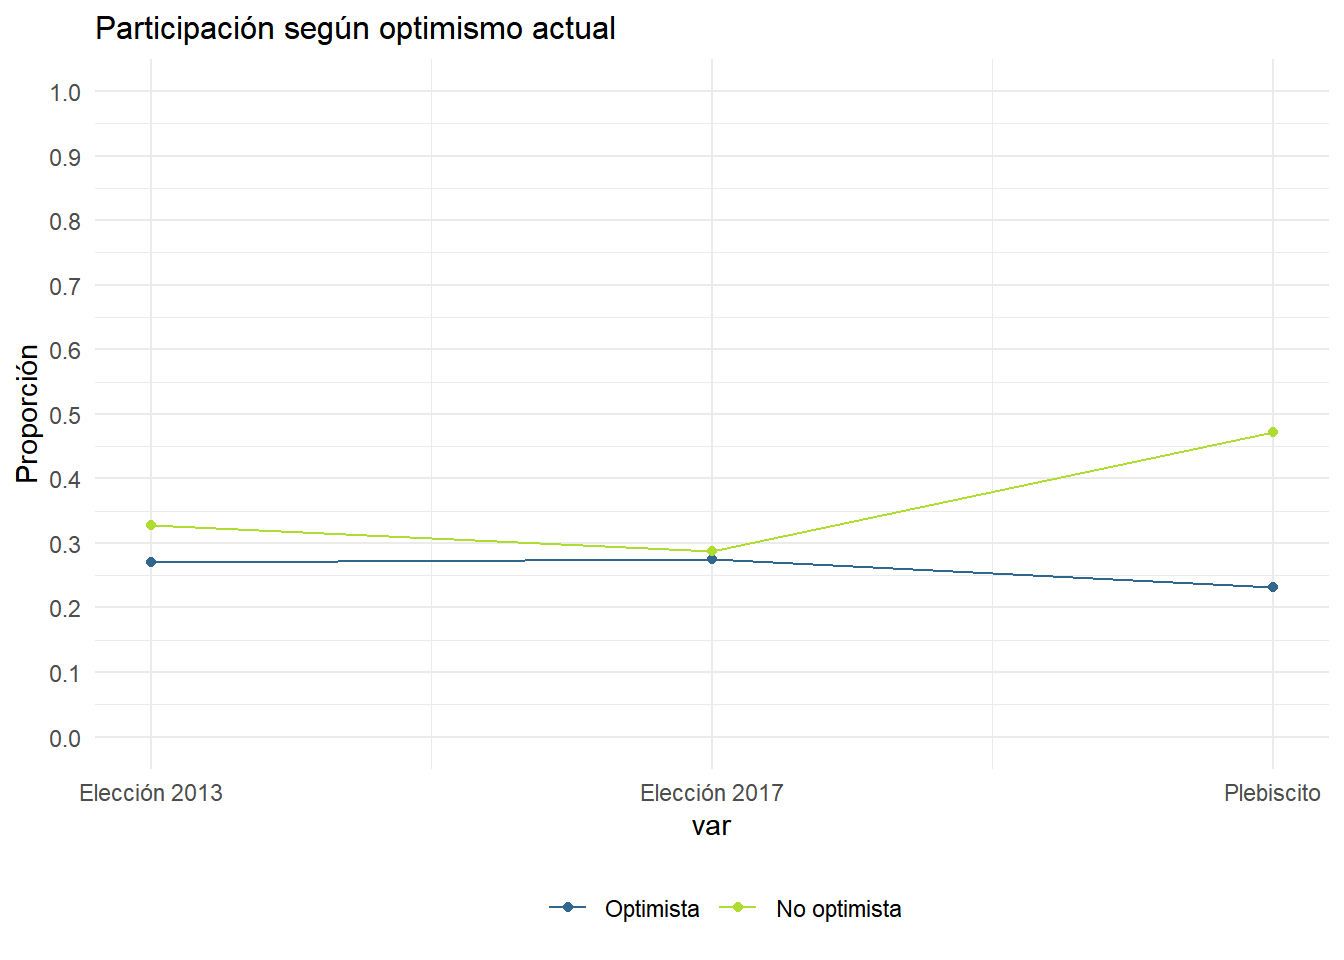 Participación según optimismo actual
1.0
0.9
0.8
0.7
0.6
0.5
0.4
0.3
0.2
0.1
0.0
Proporción
Elección 2013 Elección 2017 Plebiscito
var
Optimista No optimista